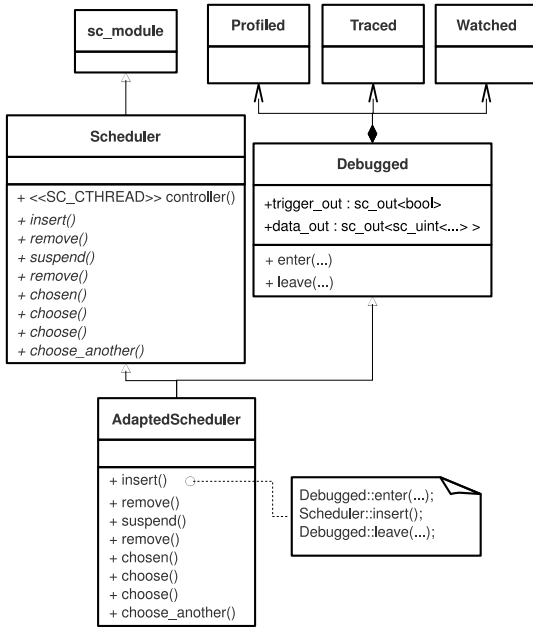 sc_module
Profiled
Traced
Watched
Scheduler
+ <<SC_CTHREAD>> controller()
+ insert()
+ remove()
+ suspend()
+ remove()
+ chosen()
+ choose()
+ choose()
+ choose_another()
Debugged
+trigger_out : sc_out<bool>
+data_out : sc_out<sc_uint<...> >
+ enter(...)
+ leave(...)
AdaptedScheduler
+ insert()
+ remove()
+ suspend()
+ remove()
+ chosen()
+ choose()
+ choose()
+ choose_another()
Debugged::enter(...);
Scheduler::insert();
Debugged::leave(...);